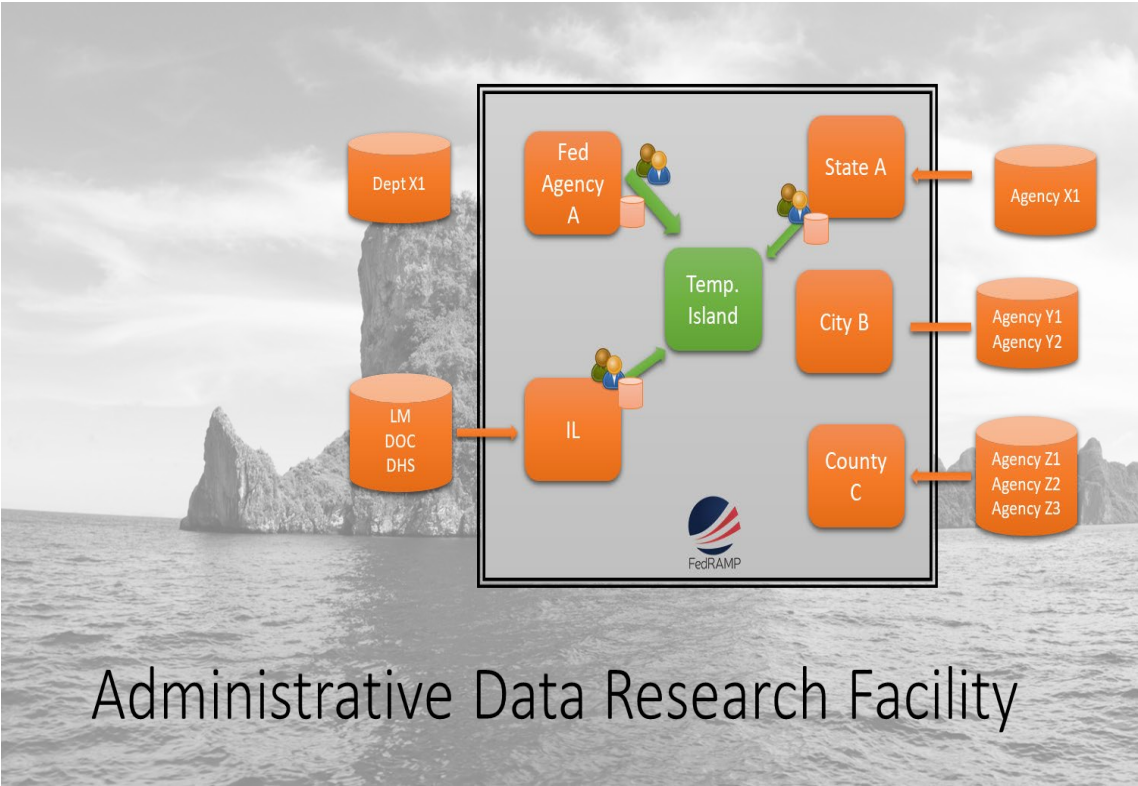 Dept X1
Fed
Agency
A
State A
Agency X1
Temp.
Island
City B
Agency Y1
Agency Y2
LM
DOC
DHS
IL
County
C
Agency Z1
Agency Z2
Agency Z3
FedRAMP
Administrative Data Research Facility